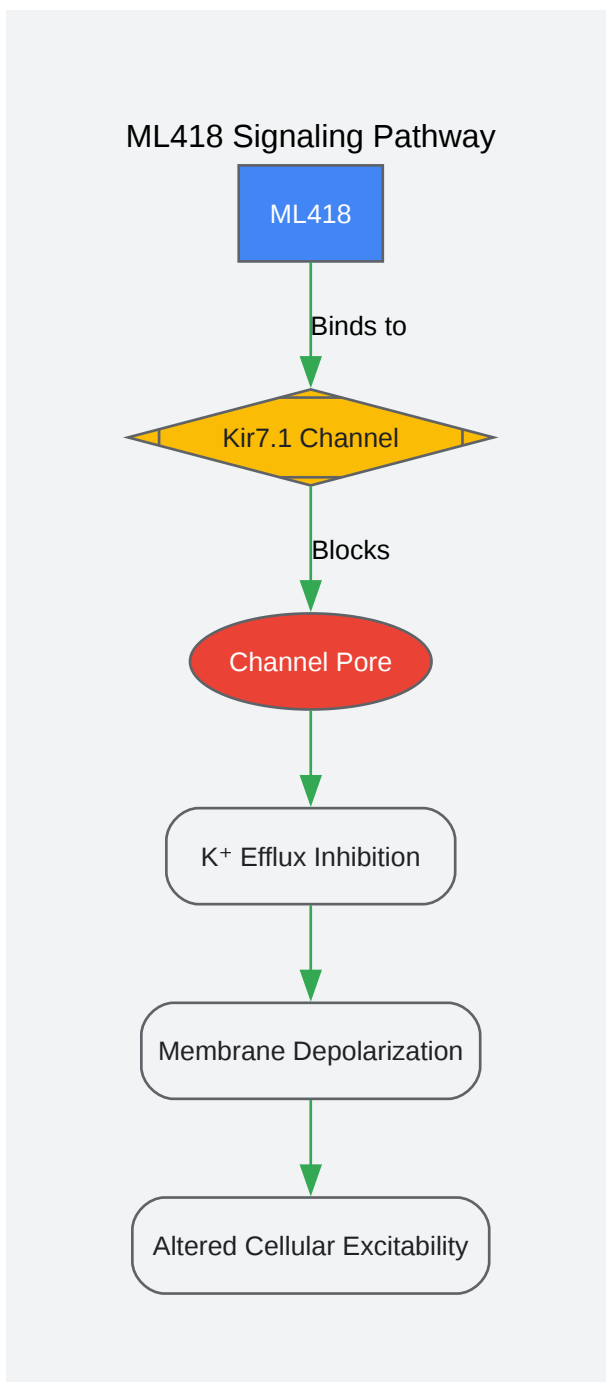 ML418 Signaling Pathway
ML418
Binds to
Kir7.1 Channel
Blocks
Channel Pore
K⁺ Efflux Inhibition
Membrane Depolarization
Altered Cellular Excitability